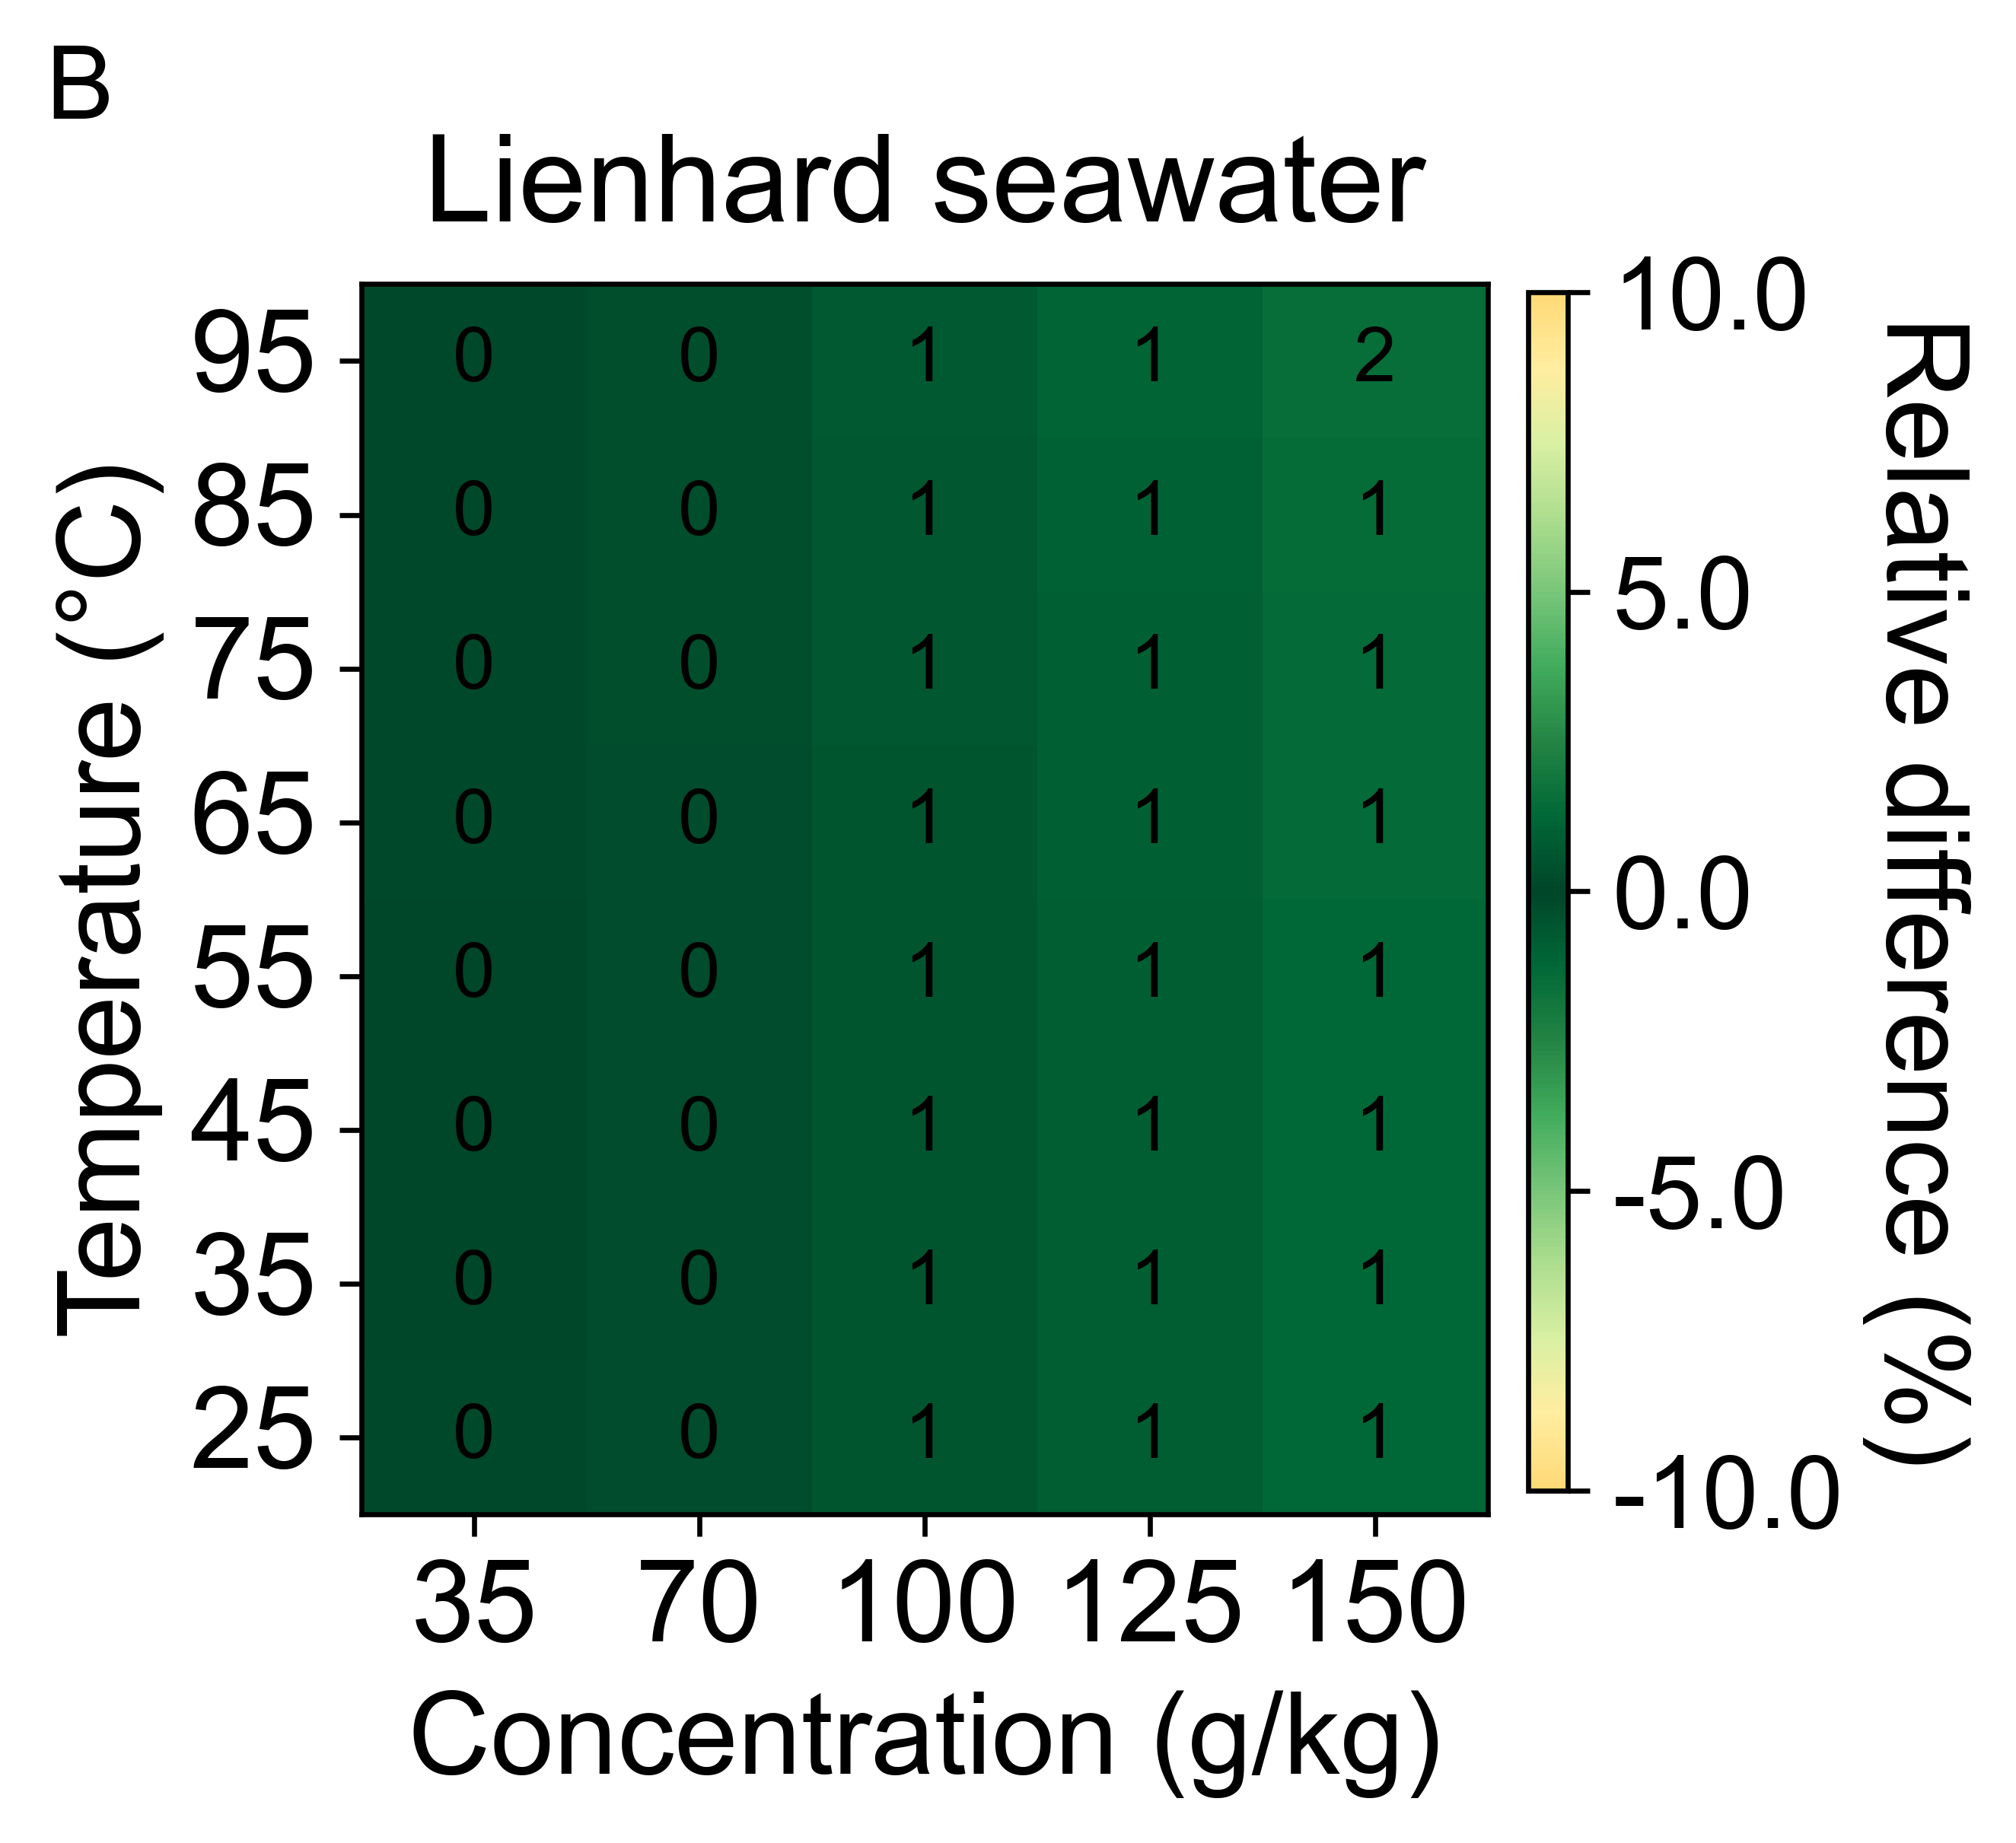 B
Lienhard seawater
95 0 0 1 1 2
85 0 0 1 1 1
75 0 0 1 1 1
65 0 0 1 1 1
55 0 0 1 1 1
45 0 0 1 1 1
35 0 0 1 1 1
25 0 0 1 1 1
35 70 100 125 150
Concentration (g/kg)
Temperature (°C)
10.0
5.0
0.0
-5.0
-10.0
Relative difference (%)